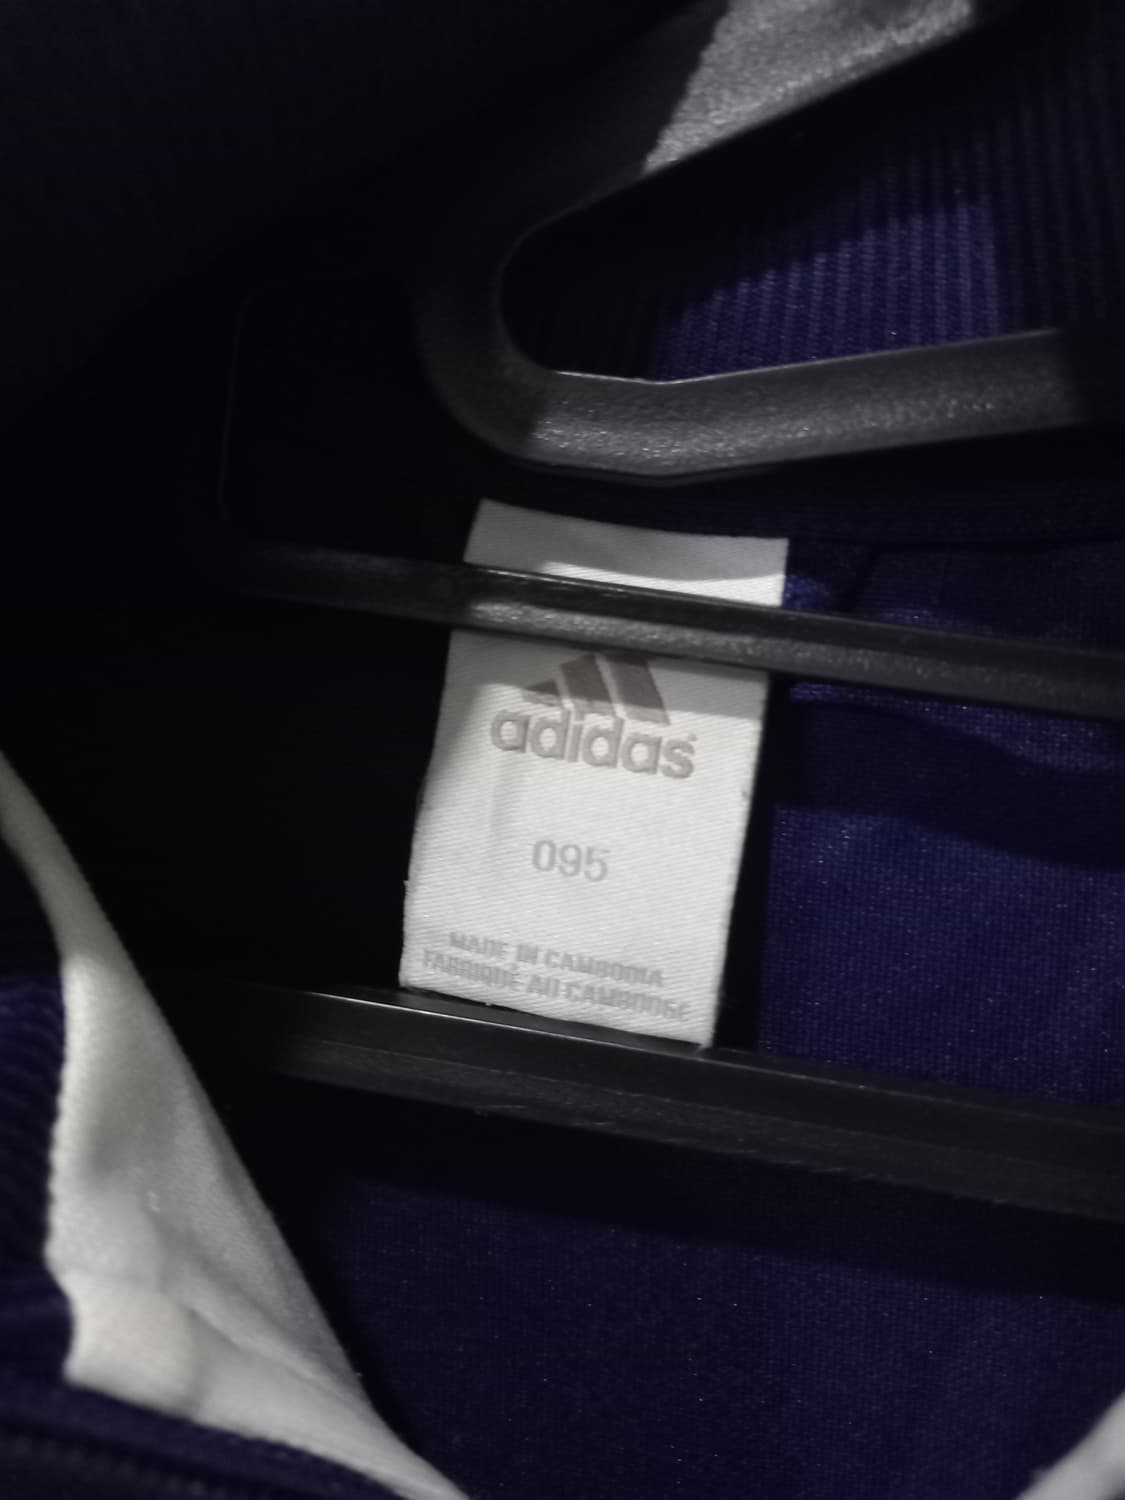 adidas
095
MADE IN CAMBODIA
FABRIQUÉ AU CAMBODGE